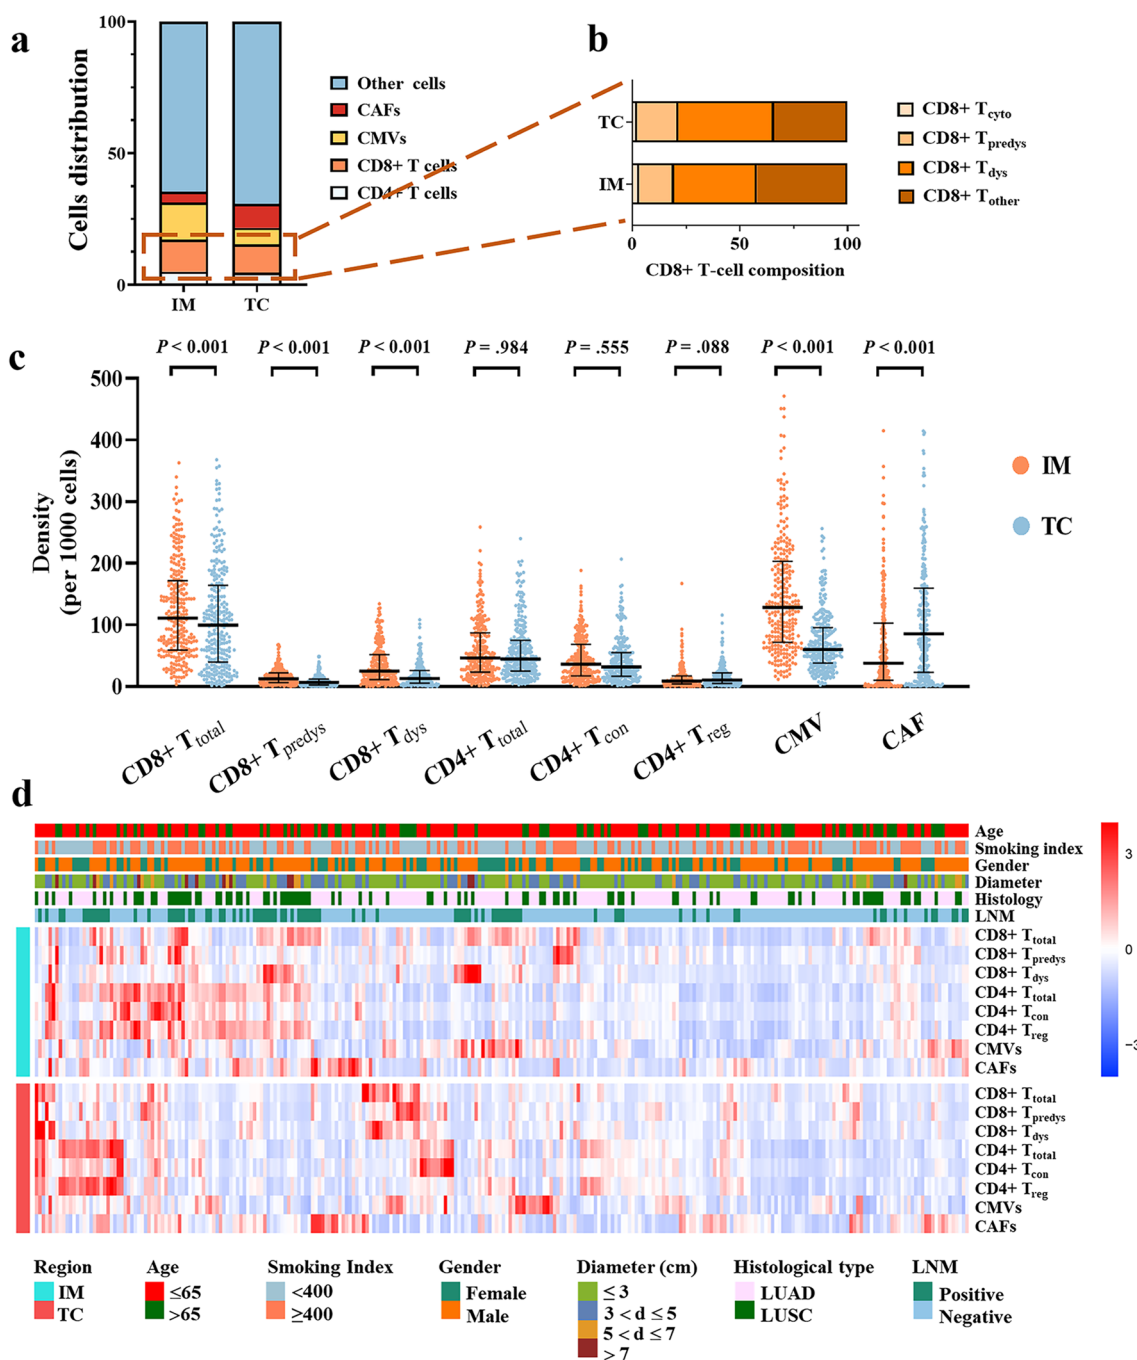 a
100
50
0
Cells distribution
IM
TC
Other cells
CAFs
CMVs
CD8+ T cells
CD4+ T cells
b
TC
IM
0
50
100
CD8+ T-cell composition
CD8+ Tcyto
CD8+ Tpredys
CD8+ Tdys
CD8+ Tother
c
P < 0.001
P < 0.001
P < 0.001
P = .984
P = .555
P = .088
P < 0.001
P < 0.001
500
400
300
200
100
0
Density
(per 1000 cells)
IM
TC
CD8+ Ttotal
CD8+ Tpredys
CD8+ Tdys
CD4+ Ttotal
CD4+ Tcon
CD4+ Treg
CMV
CAF
d
Age
Smoking index
Gender
Diameter
Histology
LNM
CD8+ Ttotal
CD8+ Tpredys
CD8+ Tdys
CD4+ Ttotal
CD4+ Tcon
CD4+ Treg
CMVs
CAFs
CD8+ Ttotal
CD8+ Tpredys
CD8+ Tdys
CD4+ Ttotal
CD4+ Tcon
CD4+ Treg
CMVs
CAFs
3
0
−3
Region
IM
TC
Age
≤65
>65
Smoking Index
<400
≥400
Gender
Female
Male
Diameter (cm)
≤ 3
3 < d ≤ 5
5 < d ≤ 7
> 7
Histological type
LUAD
LUSC
LNM
Positive
Negative